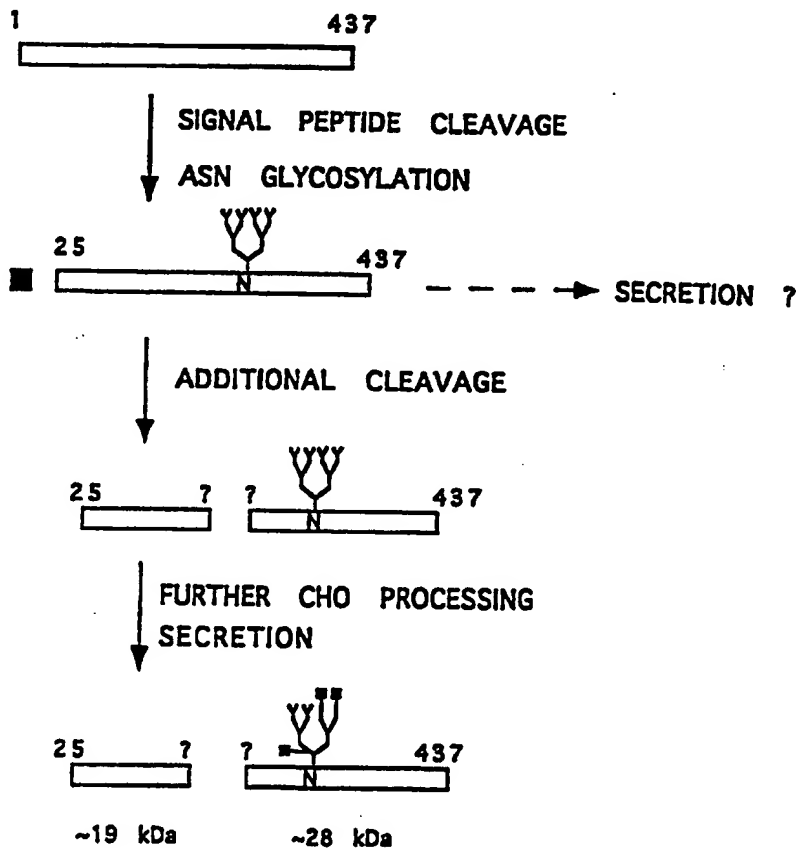 1 437
SIGNAL PEPTIDE CLEAVAGE
ASN GLYCOSYLATION
25 437
N
SECRETION ?
ADDITIONAL CLEAVAGE
25 ? ? 437
N
FURTHER CHO PROCESSING
SECRETION
25 ? ? 437
N
~19 kDa ~28 kDa